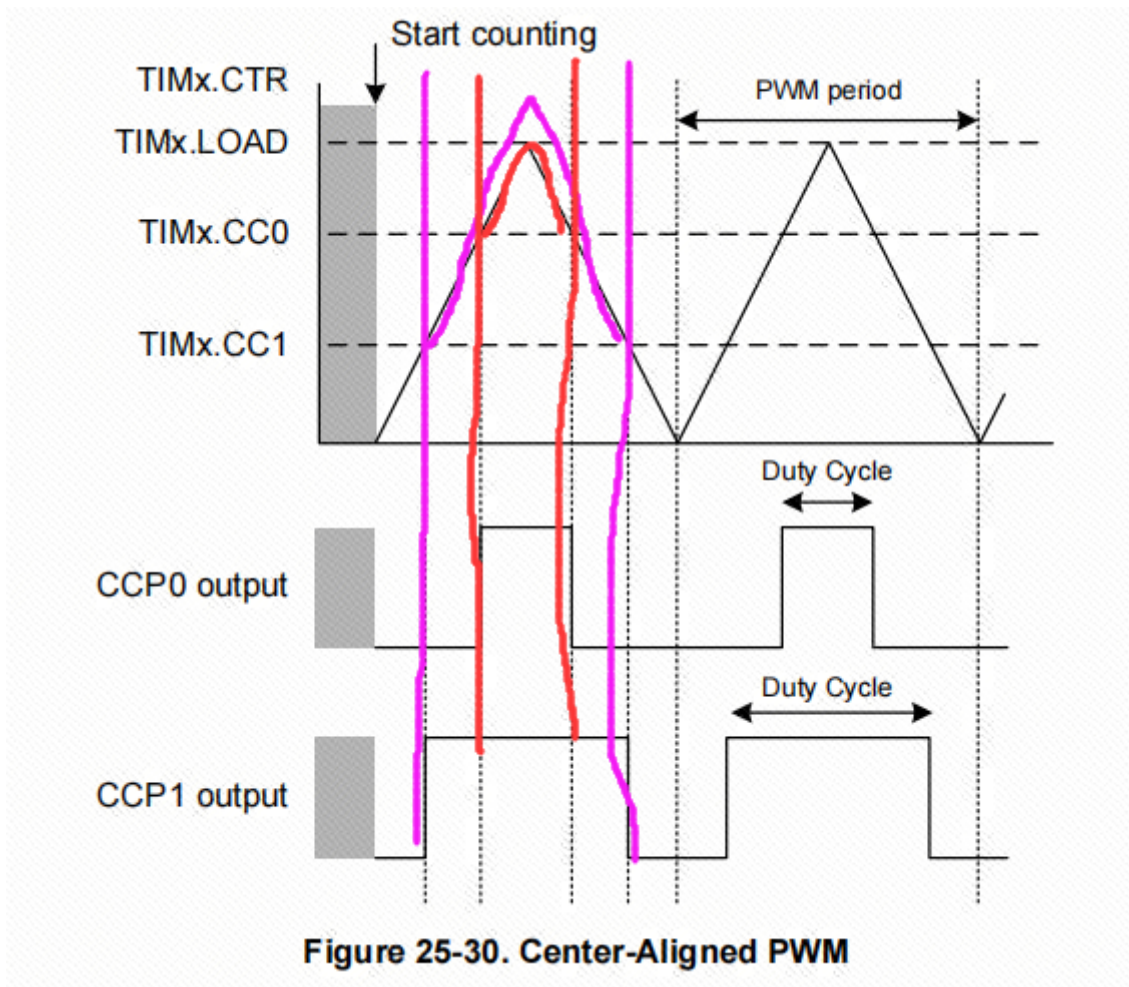 Start counting
TIMx.CTR
PWM period
TIMx.LOAD
TIMx.CC0
TIMx.CC1
Duty Cycle
CCP0 output
Duty Cycle
CCP1 output
Figure 25-30. Center-Aligned PWM